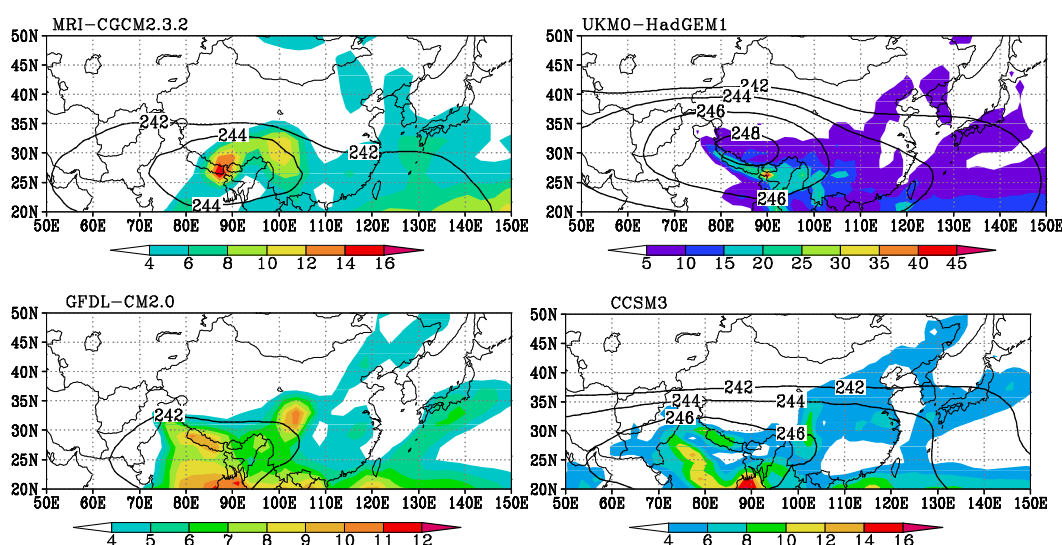 MRI-CGCM2.3.2
50N
45N
40N
35N
30N
25N
20N
242
244
242
244
50E 60E 70E 80E 90E 100E 110E 120E 130E 140E 150E
4 6 8 10 12 14 16
UKMO-HadGEM1
50N
45N
40N
35N
30N
25N
20N
242
244
246
248
246
50E 60E 70E 80E 90E 100E 110E 120E 130E 140E 150E
5 10 15 20 25 30 35 40 45
GFDL-CM2.0
50N
45N
40N
35N
30N
25N
20N
242
50E 60E 70E 80E 90E 100E 110E 120E 130E 140E 150E
4 5 6 7 8 9 10 11 12
CCSM3
50N
45N
40N
35N
30N
25N
20N
242 242
244 244
246
246
50E 60E 70E 80E 90E 100E 110E 120E 130E 140E 150E
4 6 8 10 12 14 16